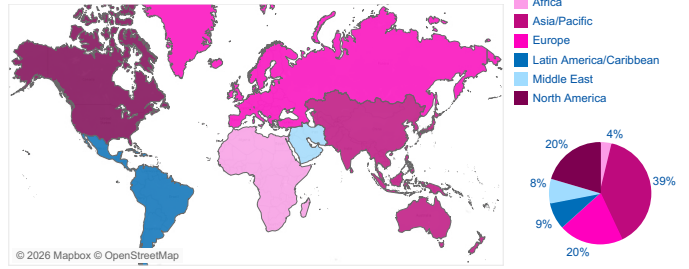 Africa
Asia/Pacific
Europe
Latin America/Caribbean
Middle East
North America
4%
39%
20%
9%
8%
20%
© 2026 Mapbox © OpenStreetMap